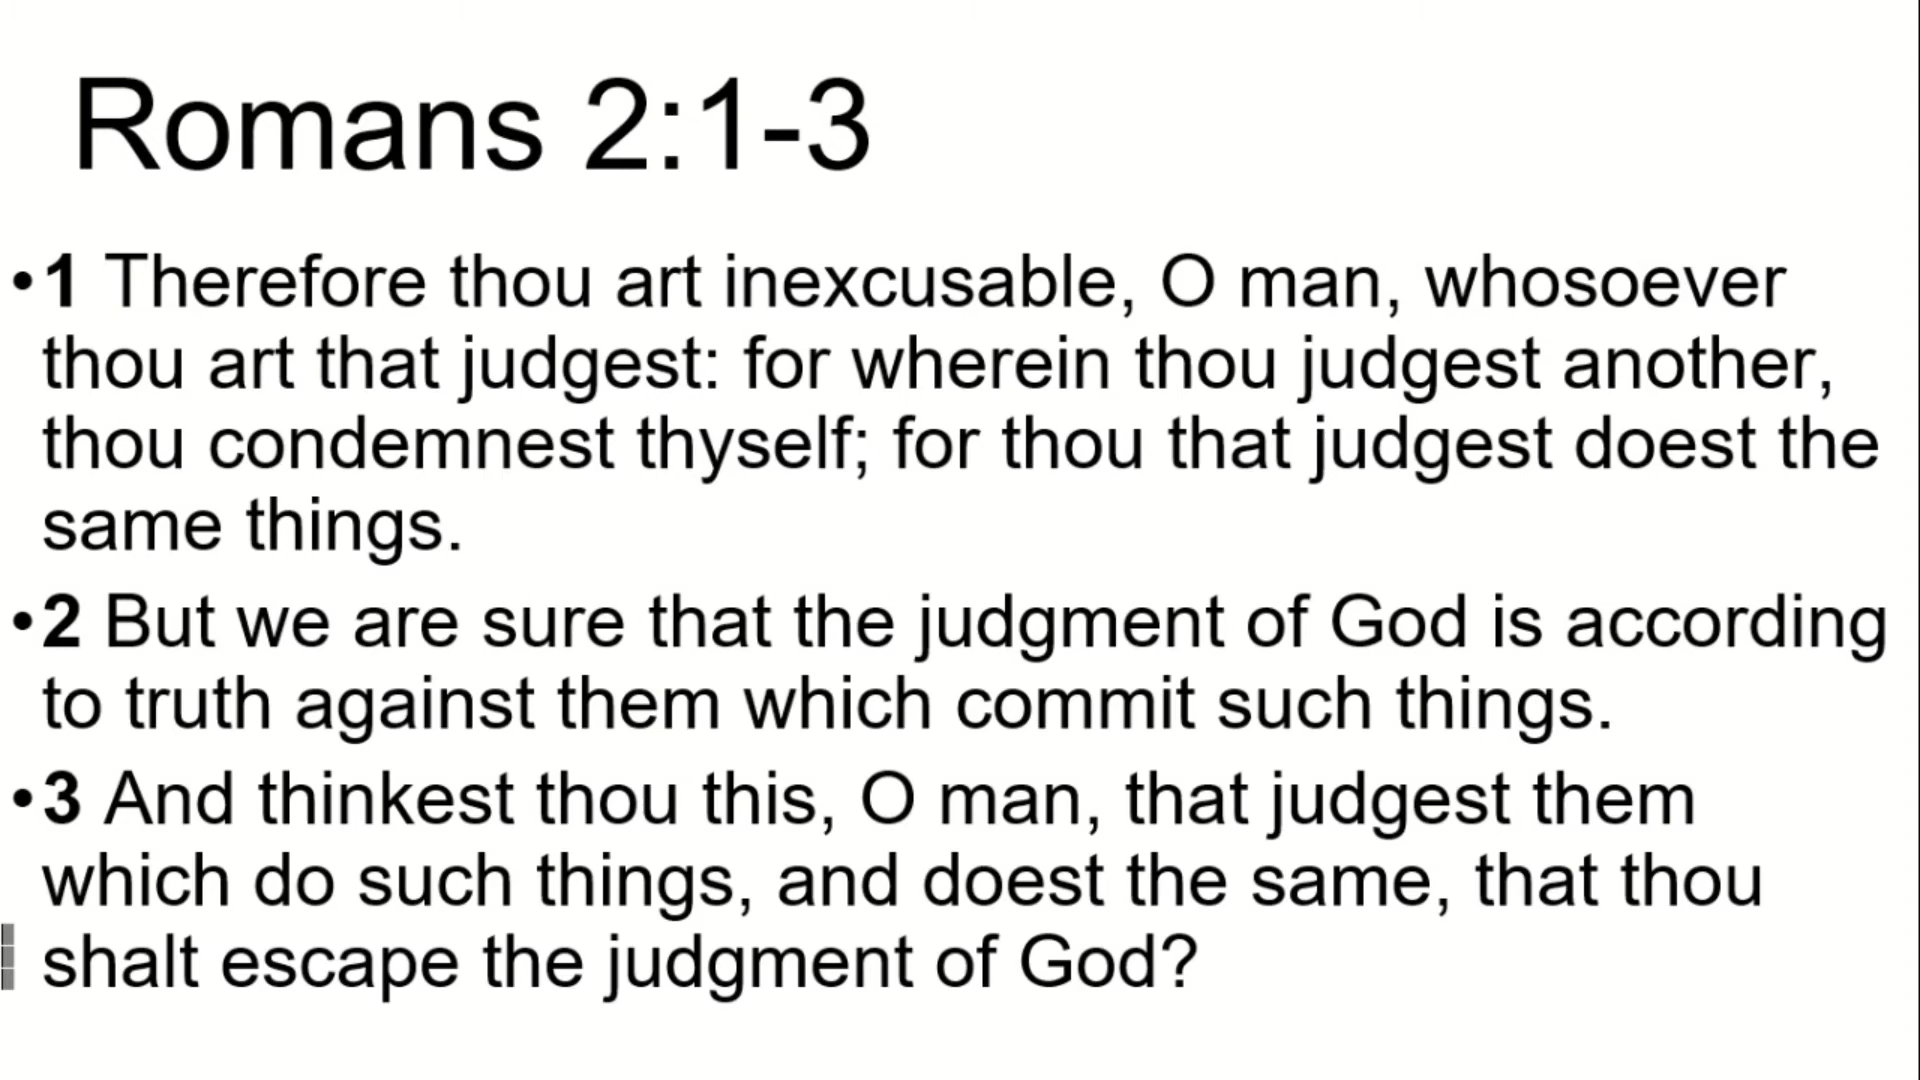 Romans 2:1-3
•1 Therefore thou art inexcusable, O man, whosoever
thou art that judgest: for wherein thou judgest another,
thou condemnest thyself; for thou that judgest doest the
same things.
•2 But we are sure that the judgment of God is according
to truth against them which commit such things.
•3 And thinkest thou this, O man, that judgest them
which do such things, and doest the same, that thou
shalt escape the judgment of God?